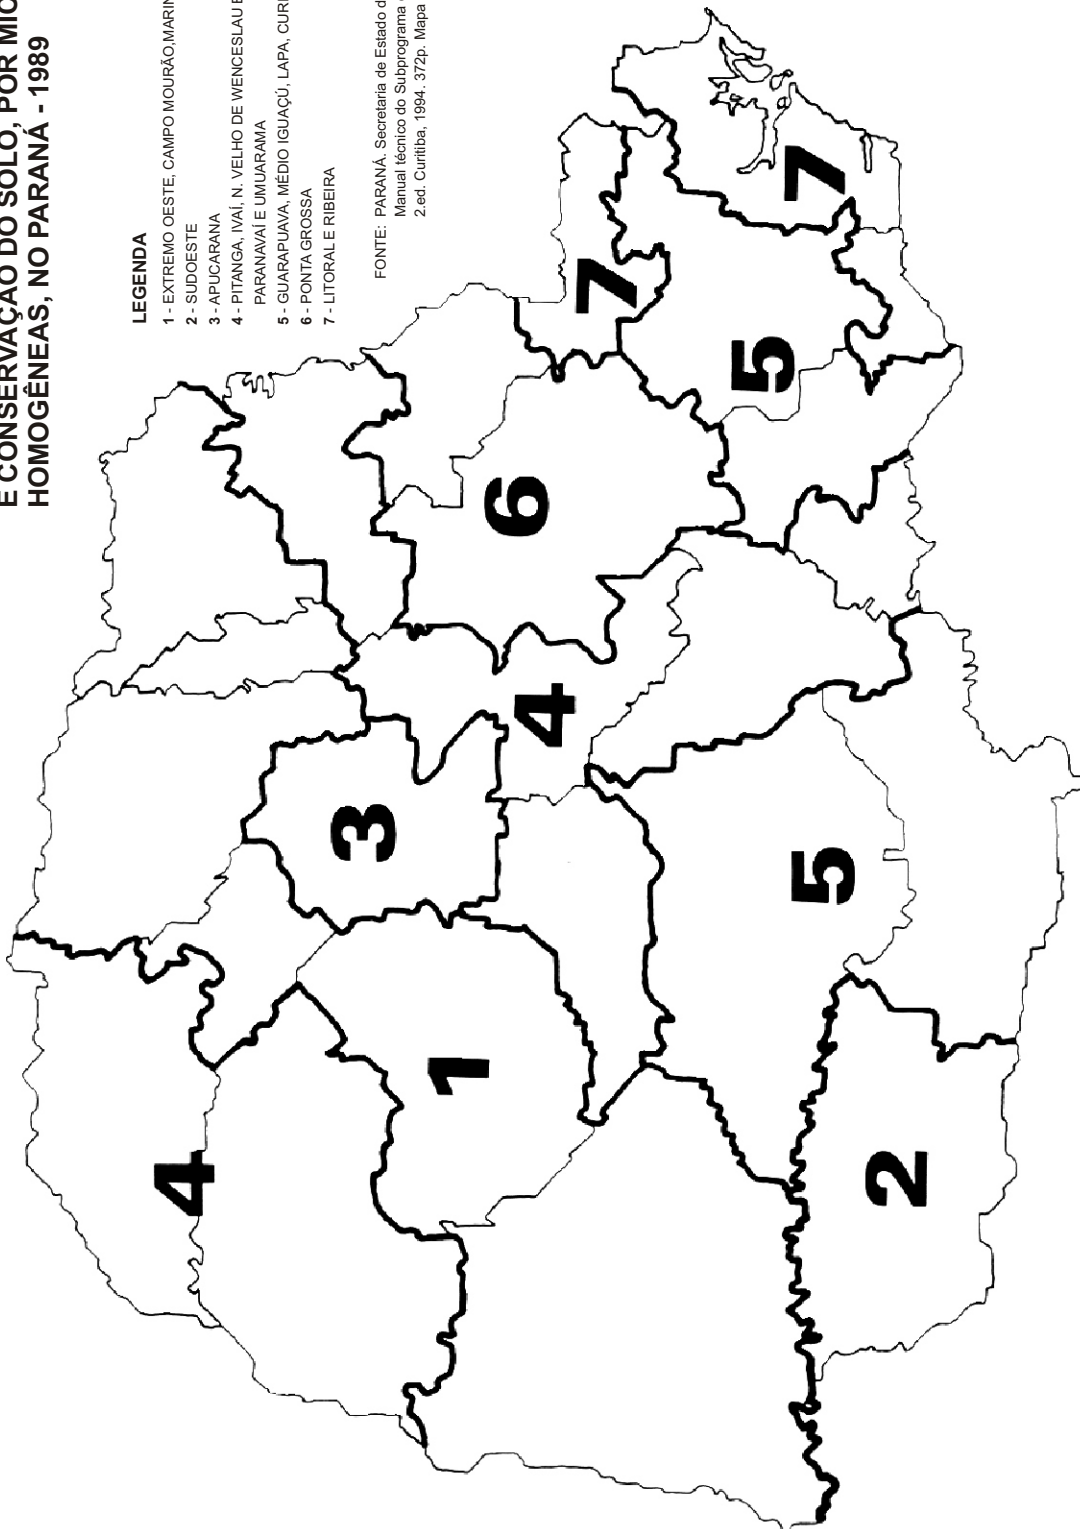 E CONSERVAÇÃO DO SOLO, POR
HOMOGÊNEAS, NO PARANÁ - 1989
LEGENDA
1 - EXTREMO OESTE, CAMPO MOURÃO,
2 - SUDOESTE
3 - APUCARANA
4 - PITANGA, IVAÍ, N. VELHO DE WENCESLAU
PARANAVAÍ E UMUARAMA
5 - GUARAPUAVA, MÉDIO IGUAÇÚ, LAPA,
6 - PONTA GROSSA
7 - LITORAL E RIBEIRA
FONTE: PARANÁ. Secretaria de Estado
Manual técnico do Subprograma
2.ed. Curitiba, 1994. 372p. Mapa
7
7
5
6
4
3
5
1
4
2